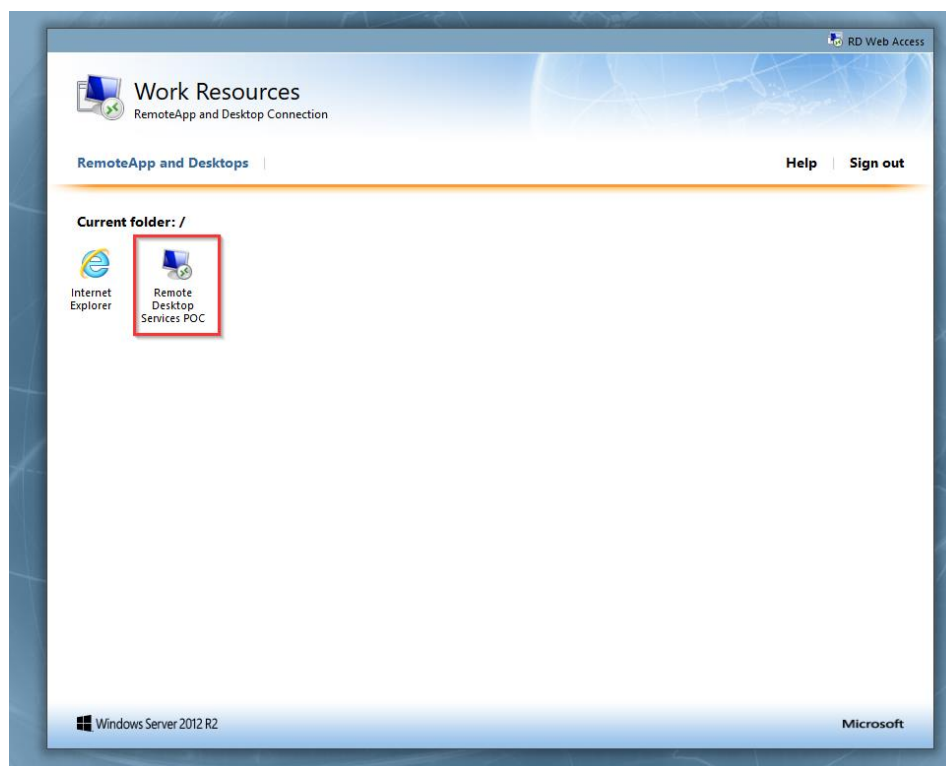 RD Web Access
Work Resources
RemoteApp and Desktop Connection
RemoteApp and Desktops
Help
Sign out
Current folder: /
Internet
Explorer
Remote
Desktop
Services POC
Windows Server 2012 R2
Microsoft